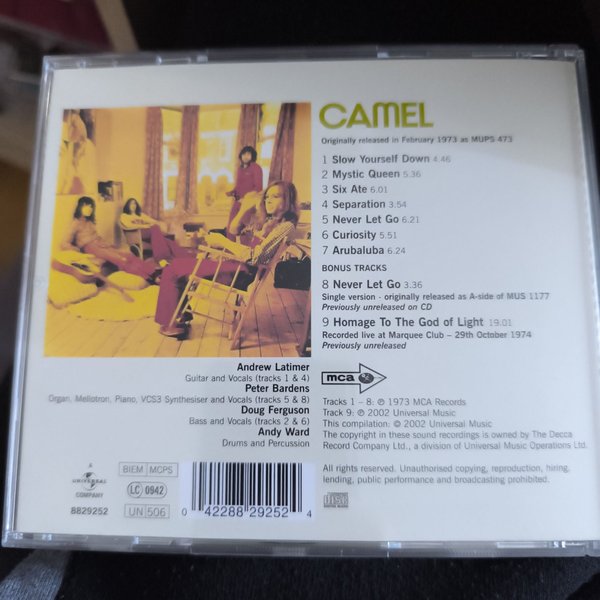 CAMEL
Originally released in February 1973 as MUPS 473
1 Slow Yourself Down 4.46
2 Mystic Queen 5.36
3 Six Ate 6.01
4 Separation 3:54
5 Never Let Go 6.21
6 Curiosity 5.51
7 Arubaluba 6.24
BONUS TRACKS
8 Never Let Go 3.36
Single version - originally released as A-side of MUS 1177
Previously unreleased on CD
9 Homage To The God of Light 19:01
Recorded live at Marquee Club – 29th October 1974
Previously unreleased
Andrew Latimer
Guitar and Vocals (tracks 1 & 4)
Peter Bardens
Organ, Mellotron, Piano, VCS3 Synthesiser and Vocals (tracks 5 & 8)
Doug Ferguson
Bass and Vocals (tracks 2 & 6)
Andy Ward
Drums and Percussion
mca
Tracks 1 – 8: ℗ 1973 MCA Records
Track 9: ℗ 2002 Universal Music
This compilation: © 2002 Universal Music
The copyright in these sound recordings is owned by The Decca
Record Company Ltd., a division of Universal Music Operations Ltd.
All rights reserved. Unauthorised copying, reproduction, hiring,
lending, public performance and broadcasting prohibited.
A
UNIVERSAL
COMPANY
8829252
BIEM MCPS
LC 0942
UN 506
0 42288 29252 4